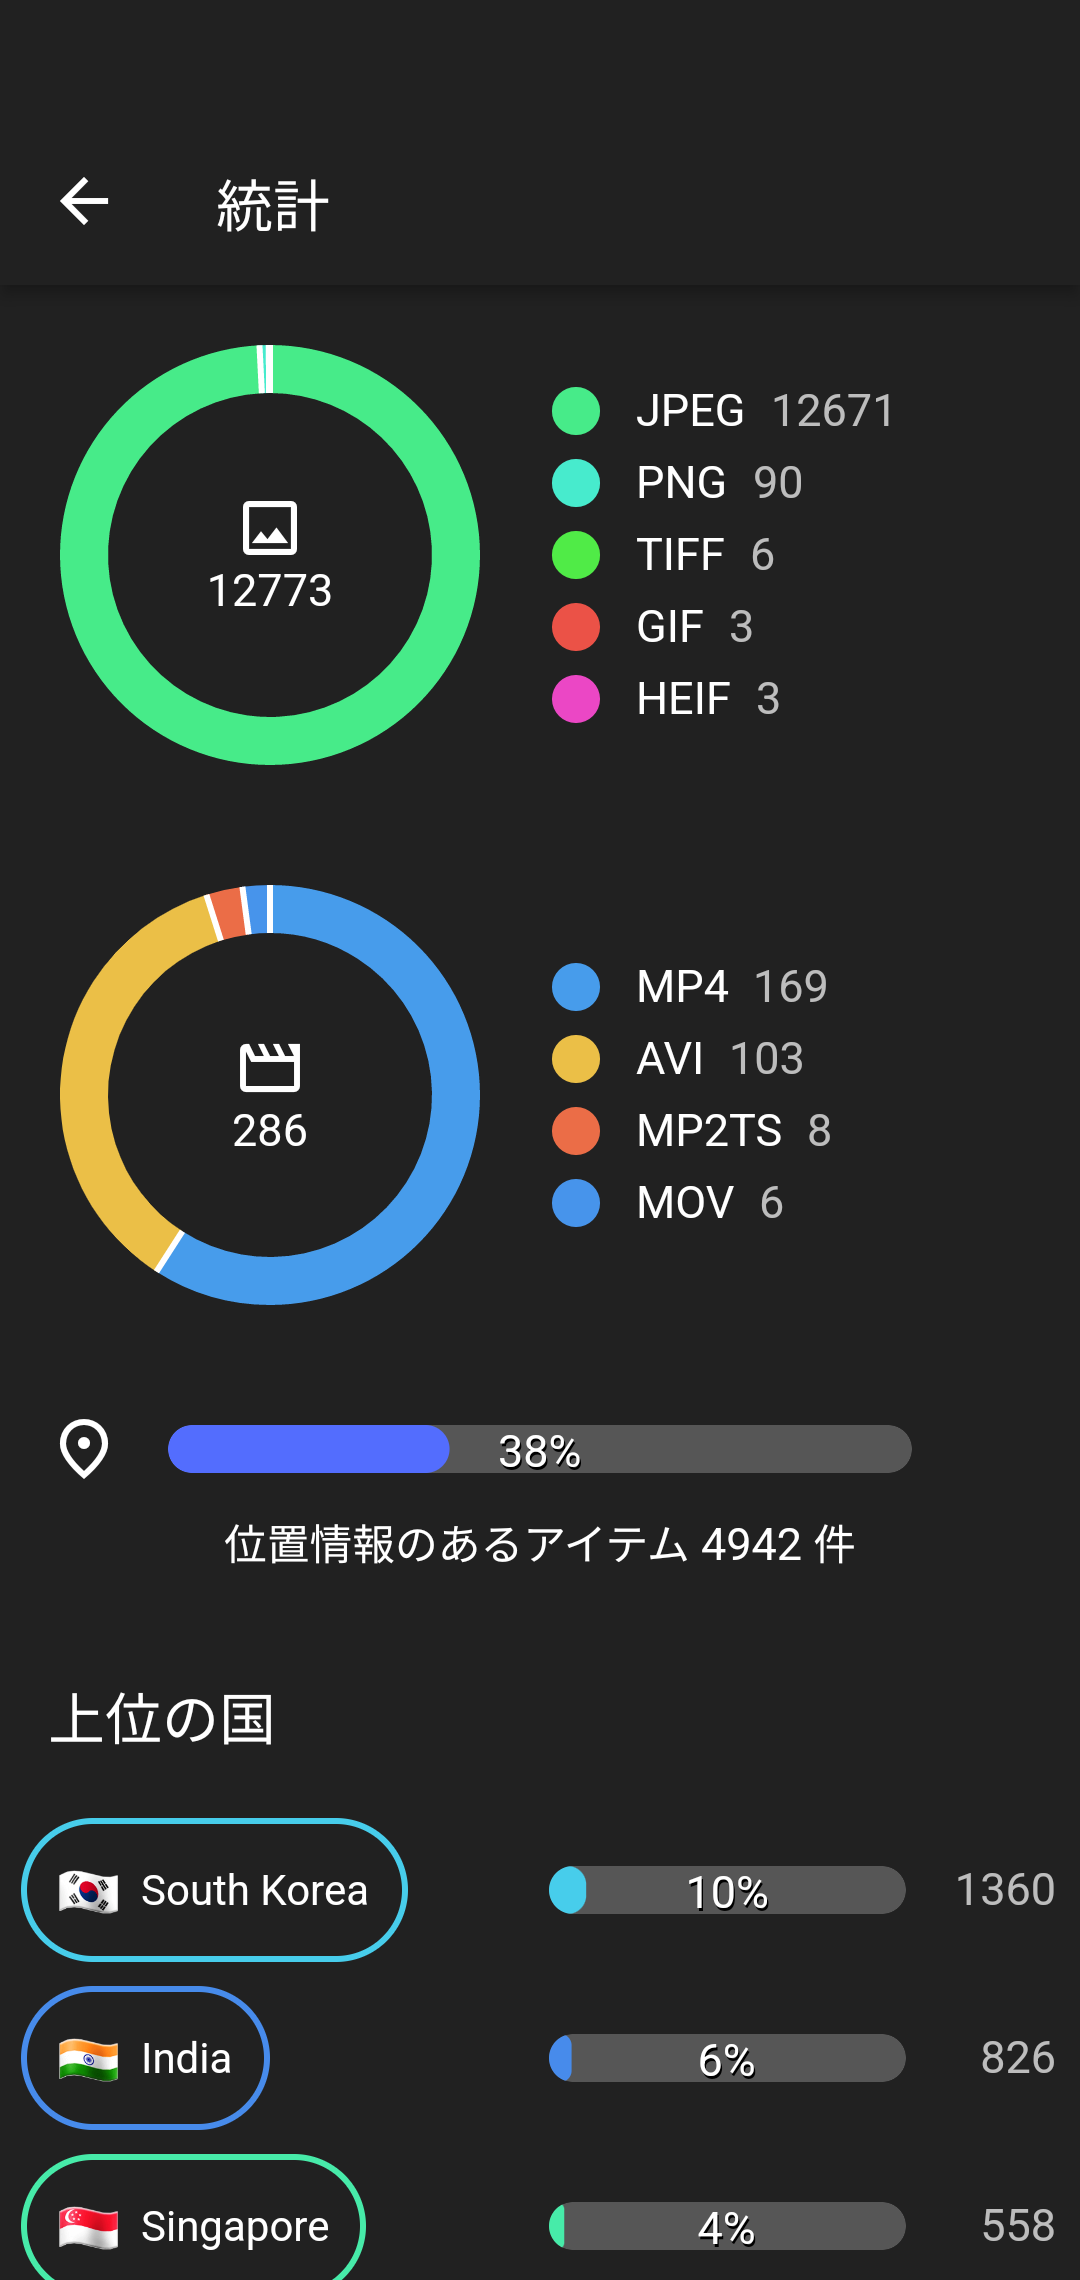 統計
12773
JPEG 12671
PNG 90
TIFF 6
GIF 3
HEIF 3
286
MP4 169
AVI 103
MP2TS 8
MOV 6
38%
位置情報のあるアイテム 4942 件
上位の国
South Korea 10% 1360
India 6% 826
Singapore 4% 558